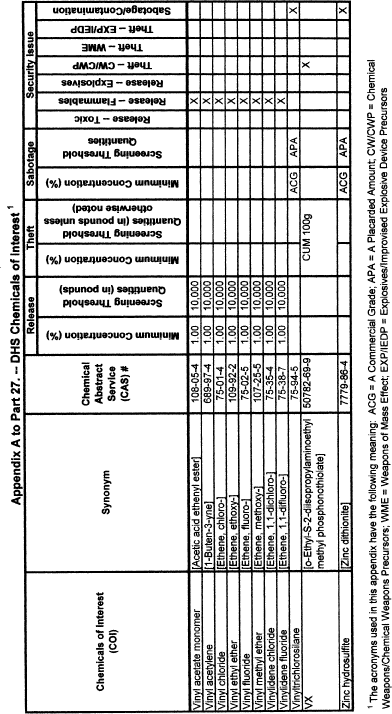 Appendix A to Part 27. -- DHS Chemicals of Interest 1
Chemicals of Interest (COI) | Synonym | Chemical Abstract Service (CAS) # | Release | Theft | Sabotage | Security Issue
Minimum Concentration (%) | Screening Threshold Quantities (in pounds) | Minimum Concentration (%) | Screening Threshold Quantities (in pounds unless otherwise noted) | Minimum Concentration (%) | Screening Threshold Quantities | Release – Toxic | Release – Flammables | Release – Explosives | Theft – CW/CWP | Theft – WME | Theft – EXP/IEDP | Sabotage/Contamination
Vinyl acetate monomer [Acetic acid ethenyl ester] 108-05-4 1.00 10,000 X
Vinyl acetylene [1-Buten-3-yne] 689-97-4 1.00 10,000 X
Vinyl chloride [Ethene, chloro-] 75-01-4 1.00 10,000 X
Vinyl ethyl ether [Ethene, ethoxy-] 109-92-2 1.00 10,000 X
Vinyl fluoride [Ethene, fluoro-] 75-02-5 1.00 10,000 X
Vinyl methyl ether [Ethene, methoxy-] 107-25-5 1.00 10,000 X
Vinylidene chloride [Ethene, 1,1-dichloro-] 75-35-4 1.00 10,000 X
Vinylidene fluoride [Ethene, 1,1-difluoro-] 75-38-7 1.00 10,000 X
Vinyltrichlorosilane 75-94-5 ACG APA X
VX [o-Ethyl-S-2-diisopropylaminoethyl methyl phosphonothiolate] 50782-69-9 CUM 100g X
Zinc hydrosulfite [Zinc dithionite] 7779-86-4 ACG APA X
1 The acronyms used in this appendix have the following meaning: ACG = A Commercial Grade; APA = A Placarded Amount; CW/CWP = Chemical
Weapons/Chemical Weapons Precursors; WME = Weapons of Mass Effect; EXP/IEDP = Explosives/Improvised Explosive Device Precursors